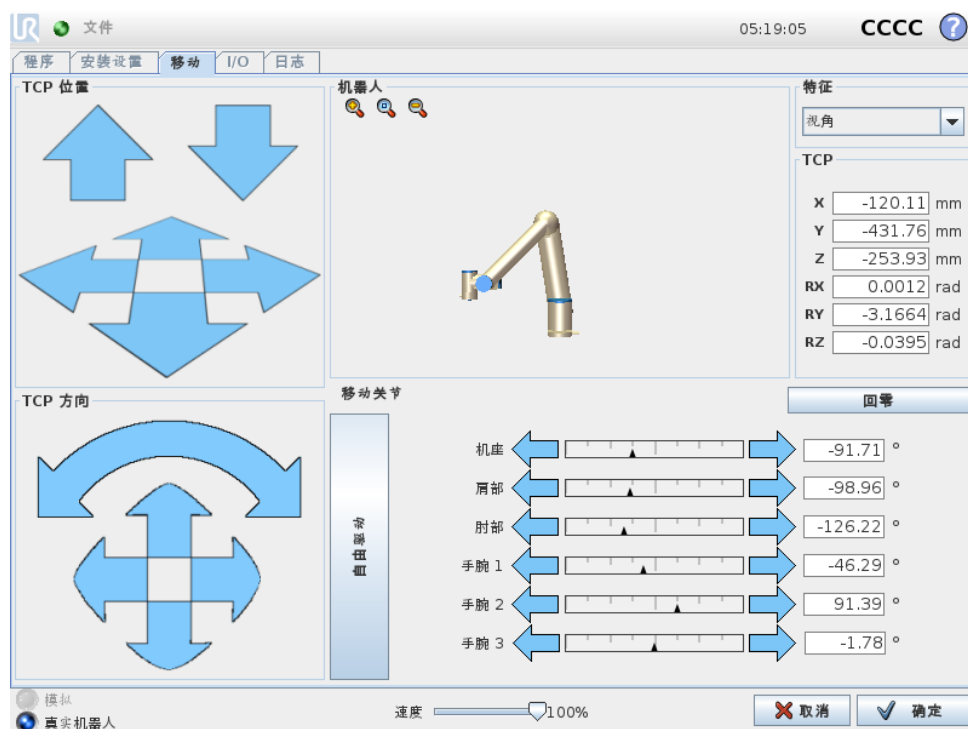 UR 文件 05:19:05 CCCC ?
程序 安装设置 移动 I/O 日志
TCP 位置
机器人
特征
视角
TCP
X -120.11 mm
Y -431.76 mm
Z -253.93 mm
RX 0.0012 rad
RY -3.1664 rad
RZ -0.0395 rad
TCP 方向
移动关节
回零
自由驱动
机座 -91.71 °
肩部 -98.96 °
肘部 -126.22 °
手腕 1 -46.29 °
手腕 2 91.39 °
手腕 3 -1.78 °
模拟
真实机器人
速度 100%
取消
确定